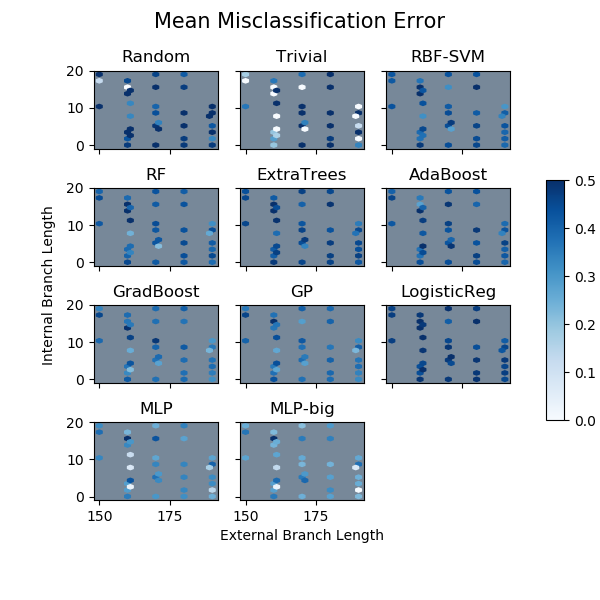 Mean Misclassification Error
Random Trivial RBF-SVM
20
10
0
RF ExtraTrees AdaBoost
20
10
0
GradBoost GP LogisticReg
20
10
0
MLP MLP-big
20
10
0
150 175 150 175
Internal Branch Length
External Branch Length
0.5
0.4
0.3
0.2
0.1
0.0